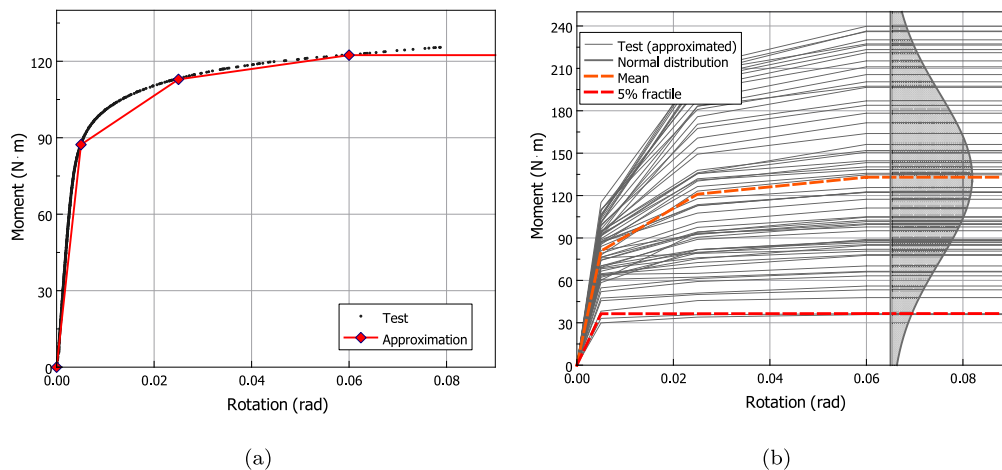 120
90
60
30
0
Moment (N·m)
Test
Approximation
0.00
0.02
0.04
0.06
0.08
Rotation (rad)
(a)
240
210
180
150
120
90
60
30
0
Moment (N·m)
Test (approximated)
Normal distribution
Mean
5% fractile
0.00
0.02
0.04
0.06
0.08
Rotation (rad)
(b)